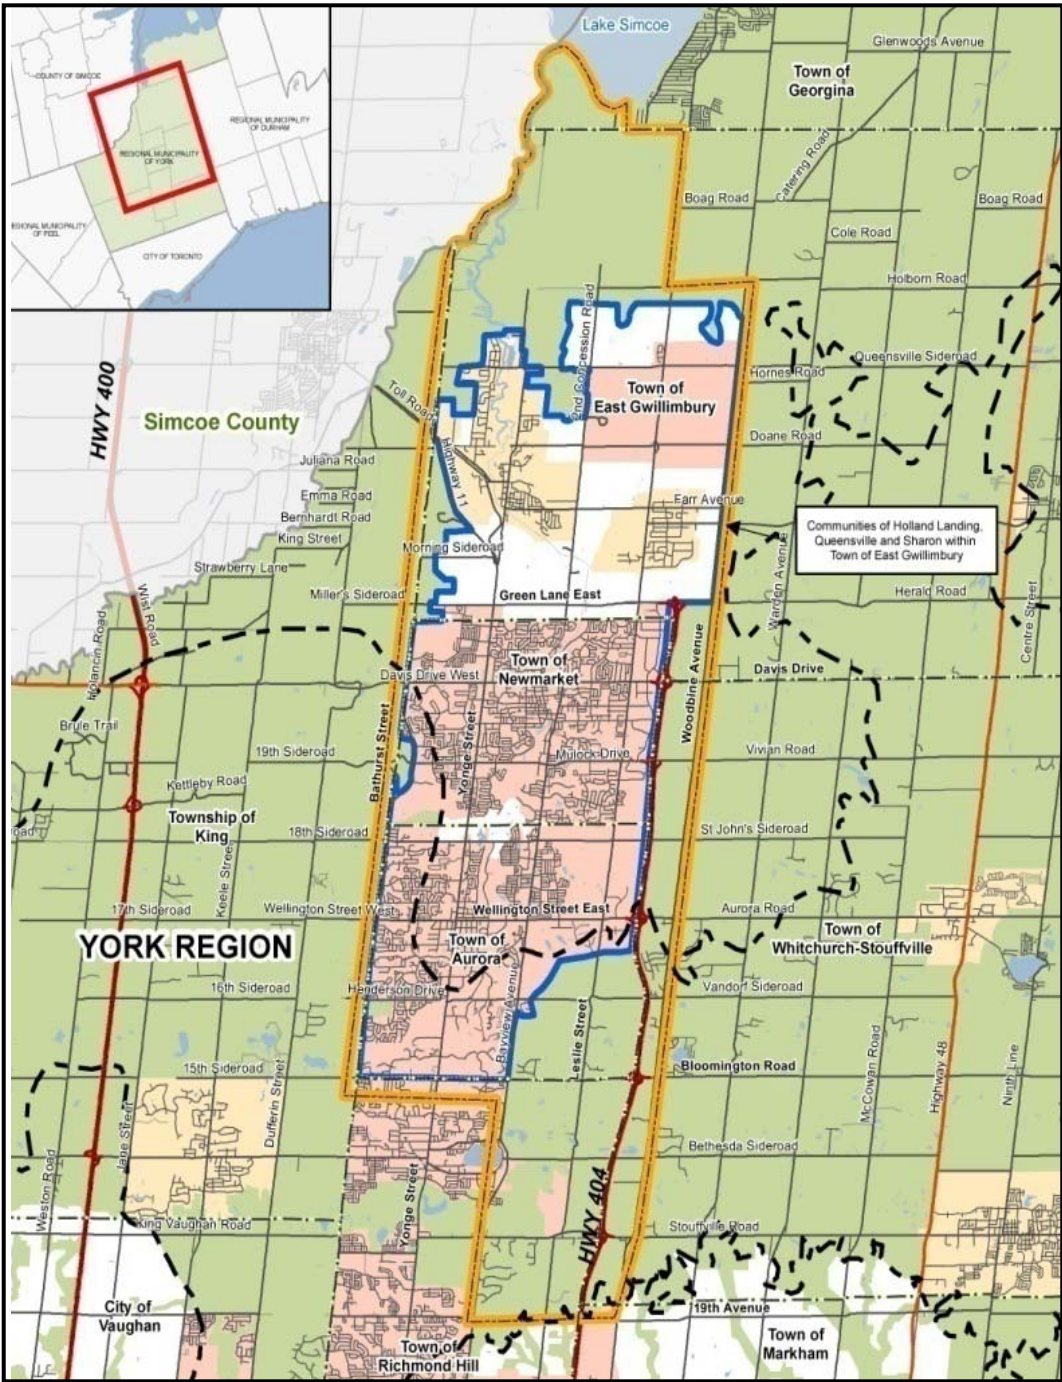 Lake Simcoe
Glenwoods Avenue
Town of
Georgina
COUNTY OF SIMCOE
REGIONAL MUNICIPALITY
OF DURHAM
REGIONAL MUNICIPALITY
OF YORK
EGIONAL MUNICIPALITY
OF PEEL
CITY OF TORONTO
Catering Road
Boag Road
Boag Road
Cole Road
Holborn Road
2nd Concession Road
Queensville Sideroad
Hornes Road
HWY 400
Toll Road
Town of
East Gwillimbury
Simcoe County
Highway 11
Doane Road
Juliana Road
Emma Road
Farr Avenue
Bernhardt Road
King Street
Communities of Holland Landing,
Queensville and Sharon within
Town of East Gwillimbury
Centre Street
Morning Sideroad
Warden Avenue
Strawberry Lane
Miller's Sideroad
Green Lane East
Herald Road
Wist Road
Town of
Newmarket
Woodbine Avenue
Davis Drive West
Davis Drive
Bathurst Street
Brule Trail
19th Sideroad
Yonge Street
Mulock Drive
Vivian Road
Kettleby Road
Township of
King
18th Sideroad
St John's Sideroad
oad
Keele Street
17th Sideroad
Wellington Street West
Wellington Street East
Aurora Road
YORK REGION
Town of
Aurora
Town of
Whitchurch-Stouffville
16th Sideroad
Henderson Drive
Vandorf Sideroad
Bayview Avenue
Leslie Street
15th Sideroad
Bloomington Road
McCowan Road
Highway 48
Ninth Line
Dufferin Street
Jane Street
Weston Road
Bethesda Sideroad
Yonge Street
HWY 404
King Vaughan Road
Stouffville Road
City of
Vaughan
19th Avenue
Town of
Richmond Hill
Town of
Markham